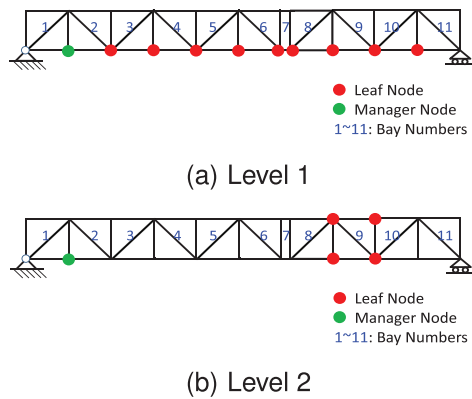 1 2 3 4 5 6 7 8 9 10 11
Leaf Node
Manager Node
1~11: Bay Numbers
(a) Level 1
1 2 3 4 5 6 7 8 9 10 11
Leaf Node
Manager Node
1~11: Bay Numbers
(b) Level 2